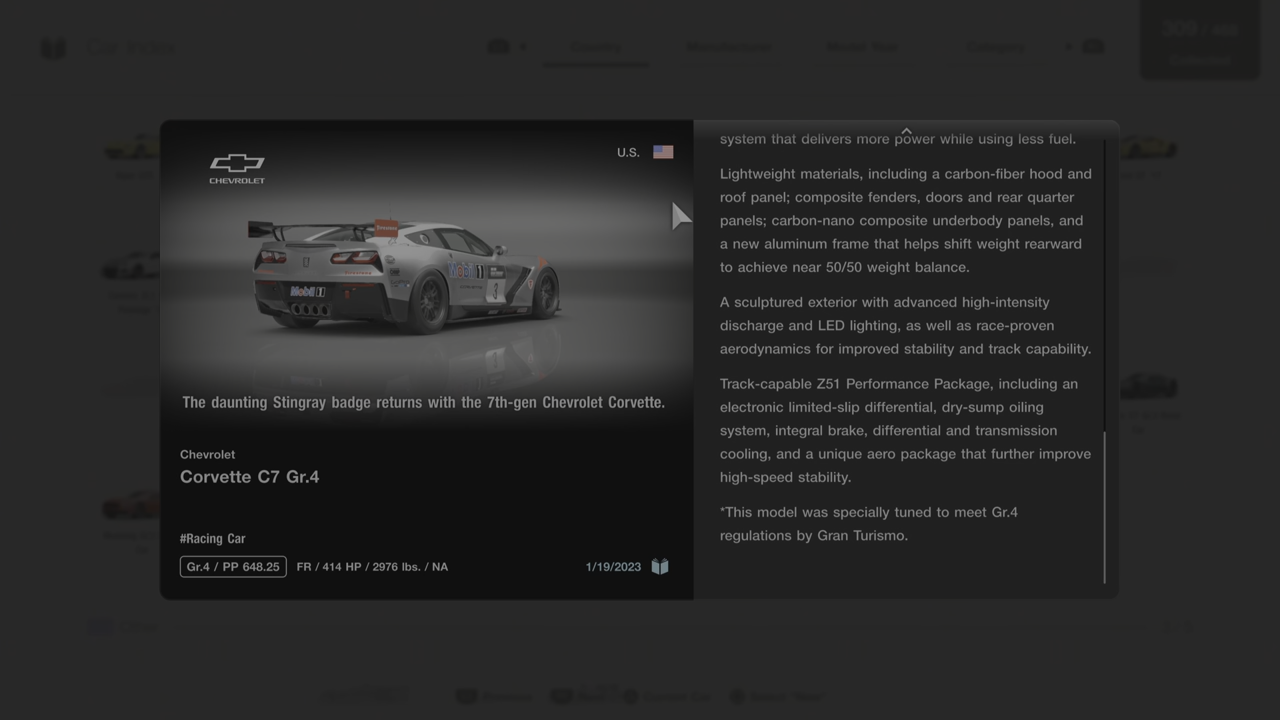 CHEVROLET
U.S.
Mobil 1
Mobil 1
3
The daunting Stingray badge returns with the 7th-gen Chevrolet Corvette.
Chevrolet
Corvette C7 Gr.4
#Racing Car
Gr.4 / PP 648.25
FR / 414 HP / 2976 lbs. / NA
1/19/2023
system that delivers more power while using less fuel.
Lightweight materials, including a carbon-fiber hood and
roof panel; composite fenders, doors and rear quarter
panels; carbon-nano composite underbody panels, and
a new aluminum frame that helps shift weight rearward
to achieve near 50/50 weight balance.
A sculptured exterior with advanced high-intensity
discharge and LED lighting, as well as race-proven
aerodynamics for improved stability and track capability.
Track-capable Z51 Performance Package, including an
electronic limited-slip differential, dry-sump oiling
system, integral brake, differential and transmission
cooling, and a unique aero package that further improve
high-speed stability.
*This model was specially tuned to meet Gr.4
regulations by Gran Turismo.